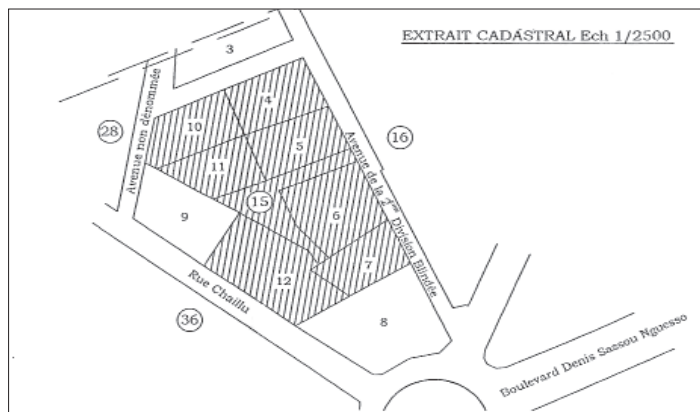 EXTRAIT CADÁSTRAL Ech 1/2500
3
4
10
28
Avenue non dénommée
16
5
11
Avenue de la 2ème Division Blindée
15
9
6
7
12
Rue Chaillu
36
8
Boulevard Denis Sassou Nguesso